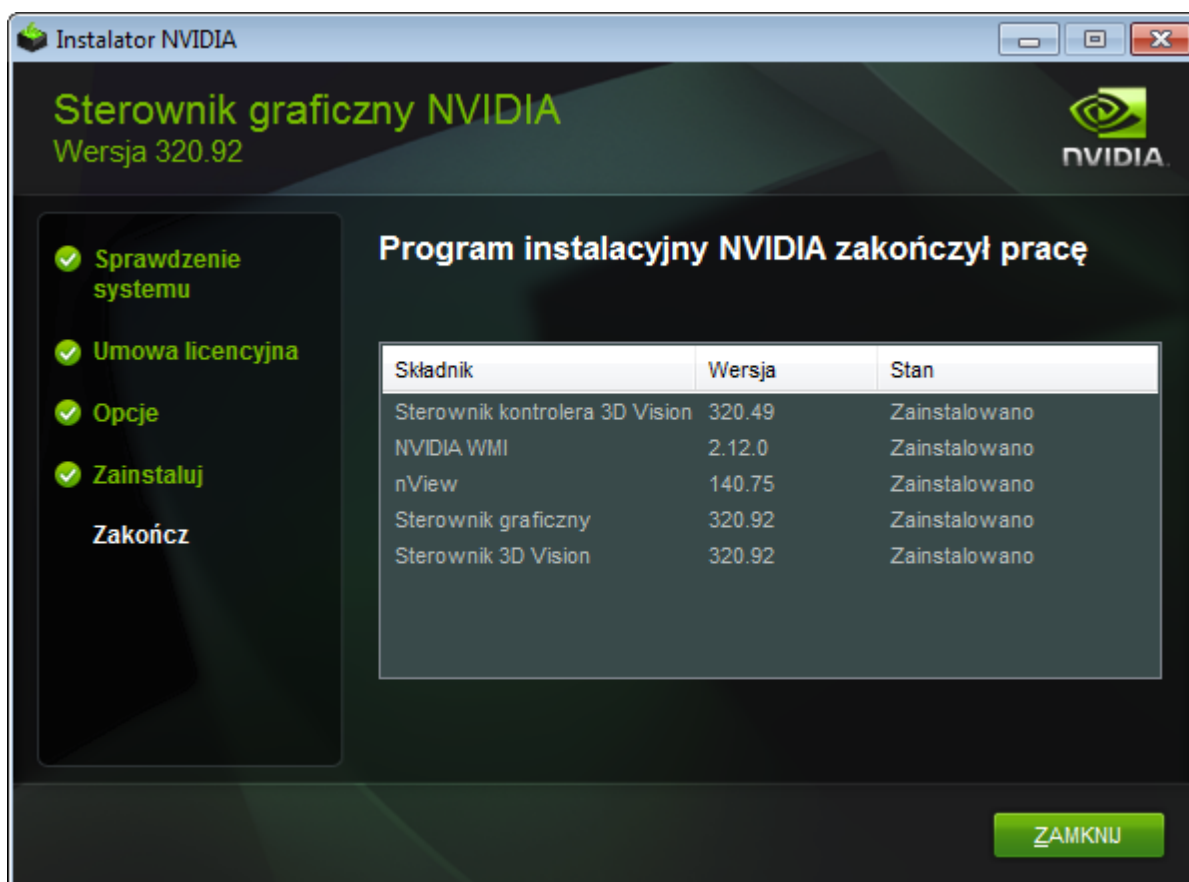 Instalator NVIDIA
Sterownik graficzny NVIDIA
Wersja 320.92
NVIDIA.
Sprawdzenie
systemu
Umowa licencyjna
Opcje
Zainstaluj
Zakończ
Program instalacyjny NVIDIA zakończył pracę
Składnik Wersja Stan
Sterownik kontrolera 3D Vision 320.49 Zainstalowano
NVIDIA WMI 2.12.0 Zainstalowano
nView 140.75 Zainstalowano
Sterownik graficzny 320.92 Zainstalowano
Sterownik 3D Vision 320.92 Zainstalowano
ZAMKNIJ